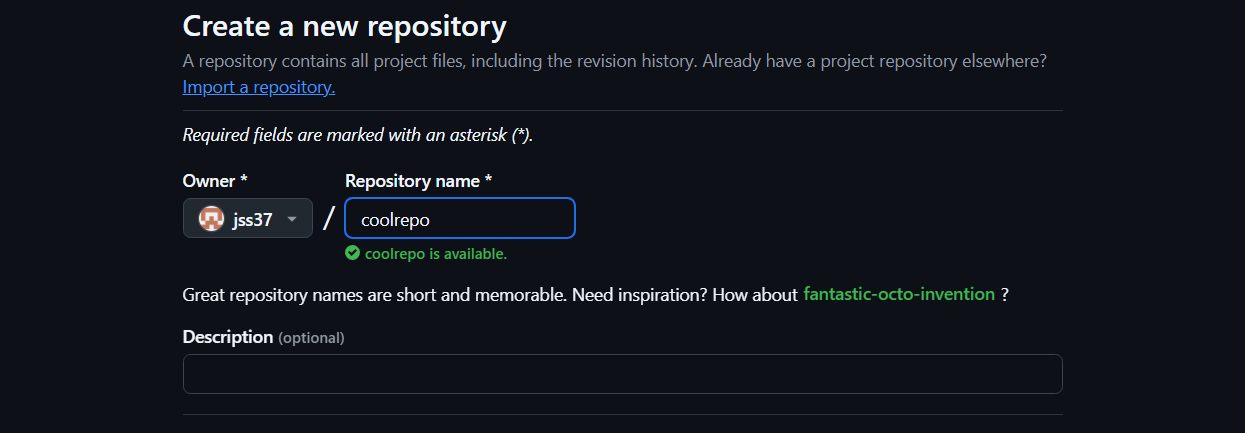 Create a new repository
A repository contains all project files, including the revision history. Already have a project repository elsewhere?
Import a repository.
Required fields are marked with an asterisk (*).
Owner * Repository name *
jss37 / coolrepo
coolrepo is available.
Great repository names are short and memorable. Need inspiration? How about fantastic-octo-invention ?
Description (optional)